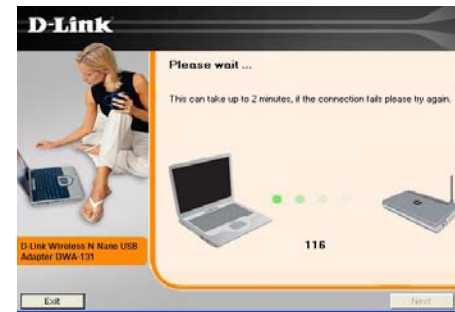 D-Link
Please wait ...
This can take up to 2 minutes, if the connection fails please try again.
116
D-Link Wireless N Nano USB
Adapter DWA-131
Exit
Next